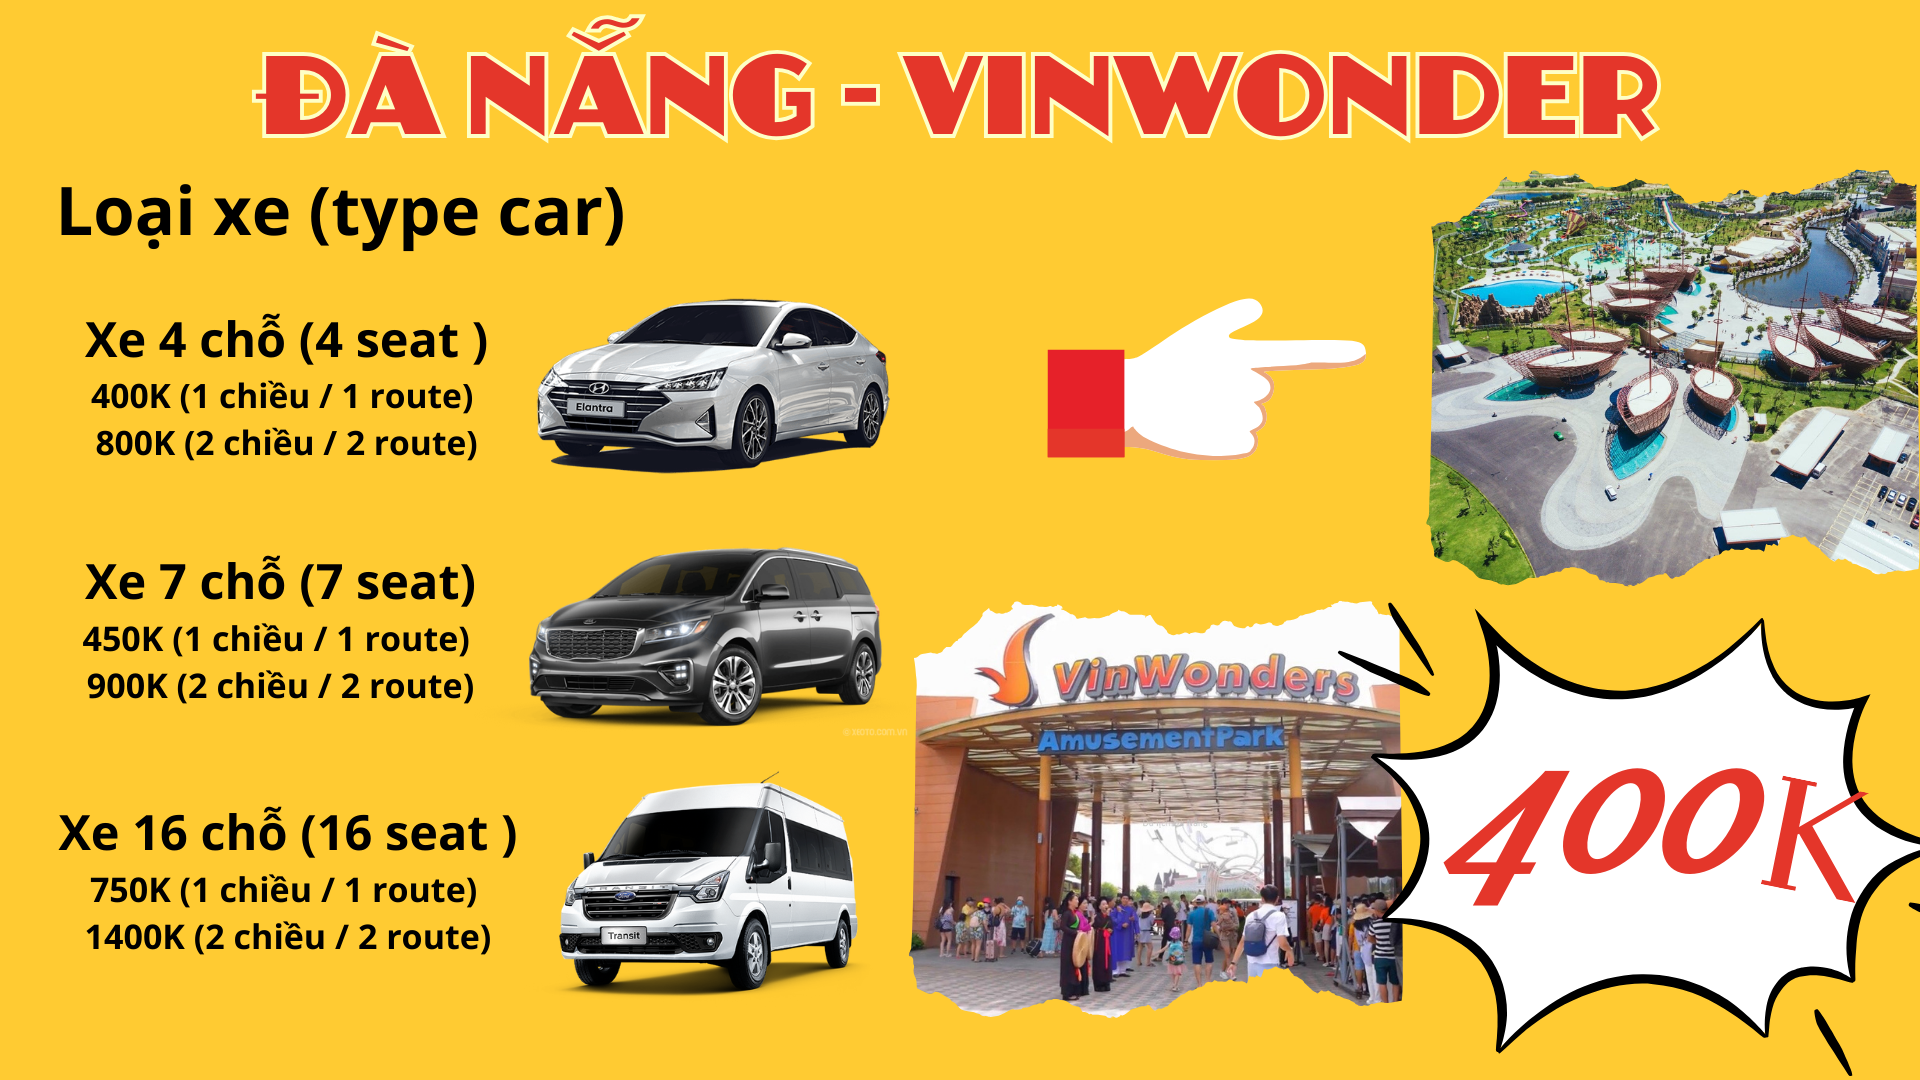 ĐÀ NẴNG - VINWONDER
Loại xe (type car)
Xe 4 chỗ (4 seat )
400K (1 chiều / 1 route)
800K (2 chiều / 2 route)
Elantra
Xe 7 chỗ (7 seat)
450K (1 chiều / 1 route)
900K (2 chiều / 2 route)
Xe 16 chỗ (16 seat )
750K (1 chiều / 1 route)
1400K (2 chiều / 2 route)
Transit
VinWonders
AmusementPark
400K